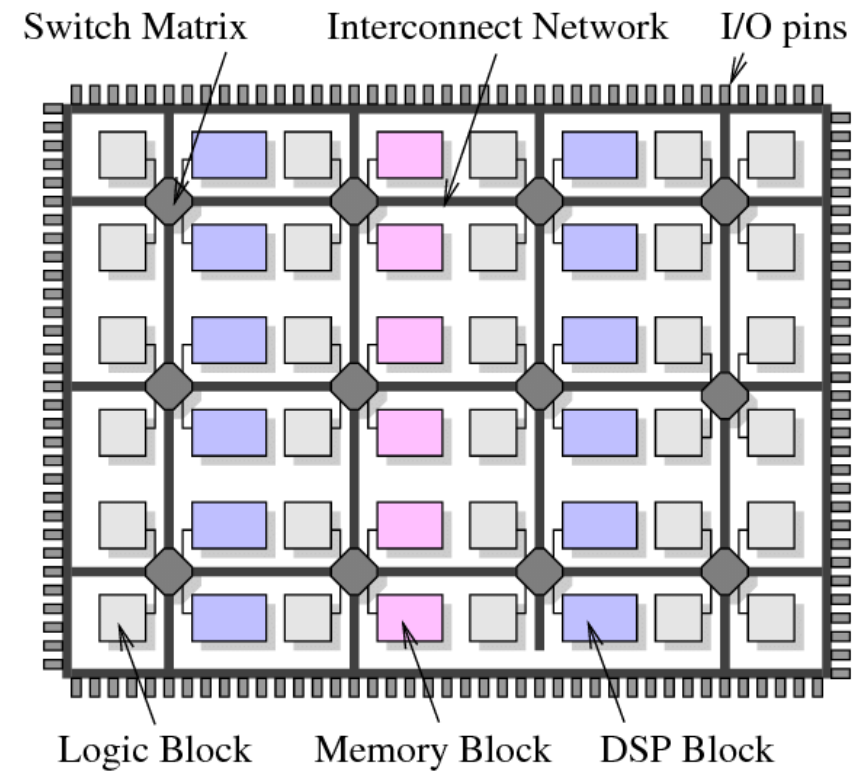 Switch Matrix
Interconnect Network
I/O pins
Logic Block
Memory Block
DSP Block